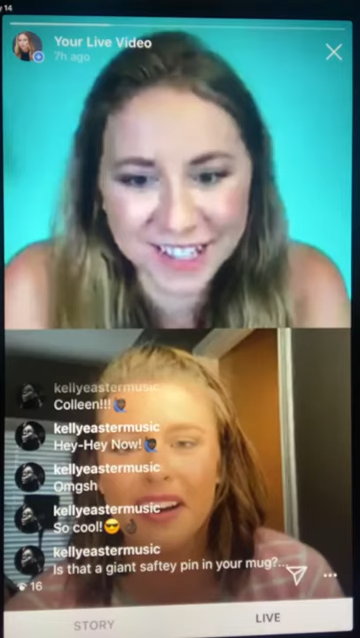 y 14
Your Live Video
7h ago
kellyeastermusic
Colleen!!!🙋🏿‍♀️
kellyeastermusic
Hey-Hey Now!🙋🏿‍♀️
kellyeastermusic
Omgsh
kellyeastermusic
So cool!😎👍🏿
kellyeastermusic
Is that a giant saftey pin in your mug?...
16
STORY
LIVE